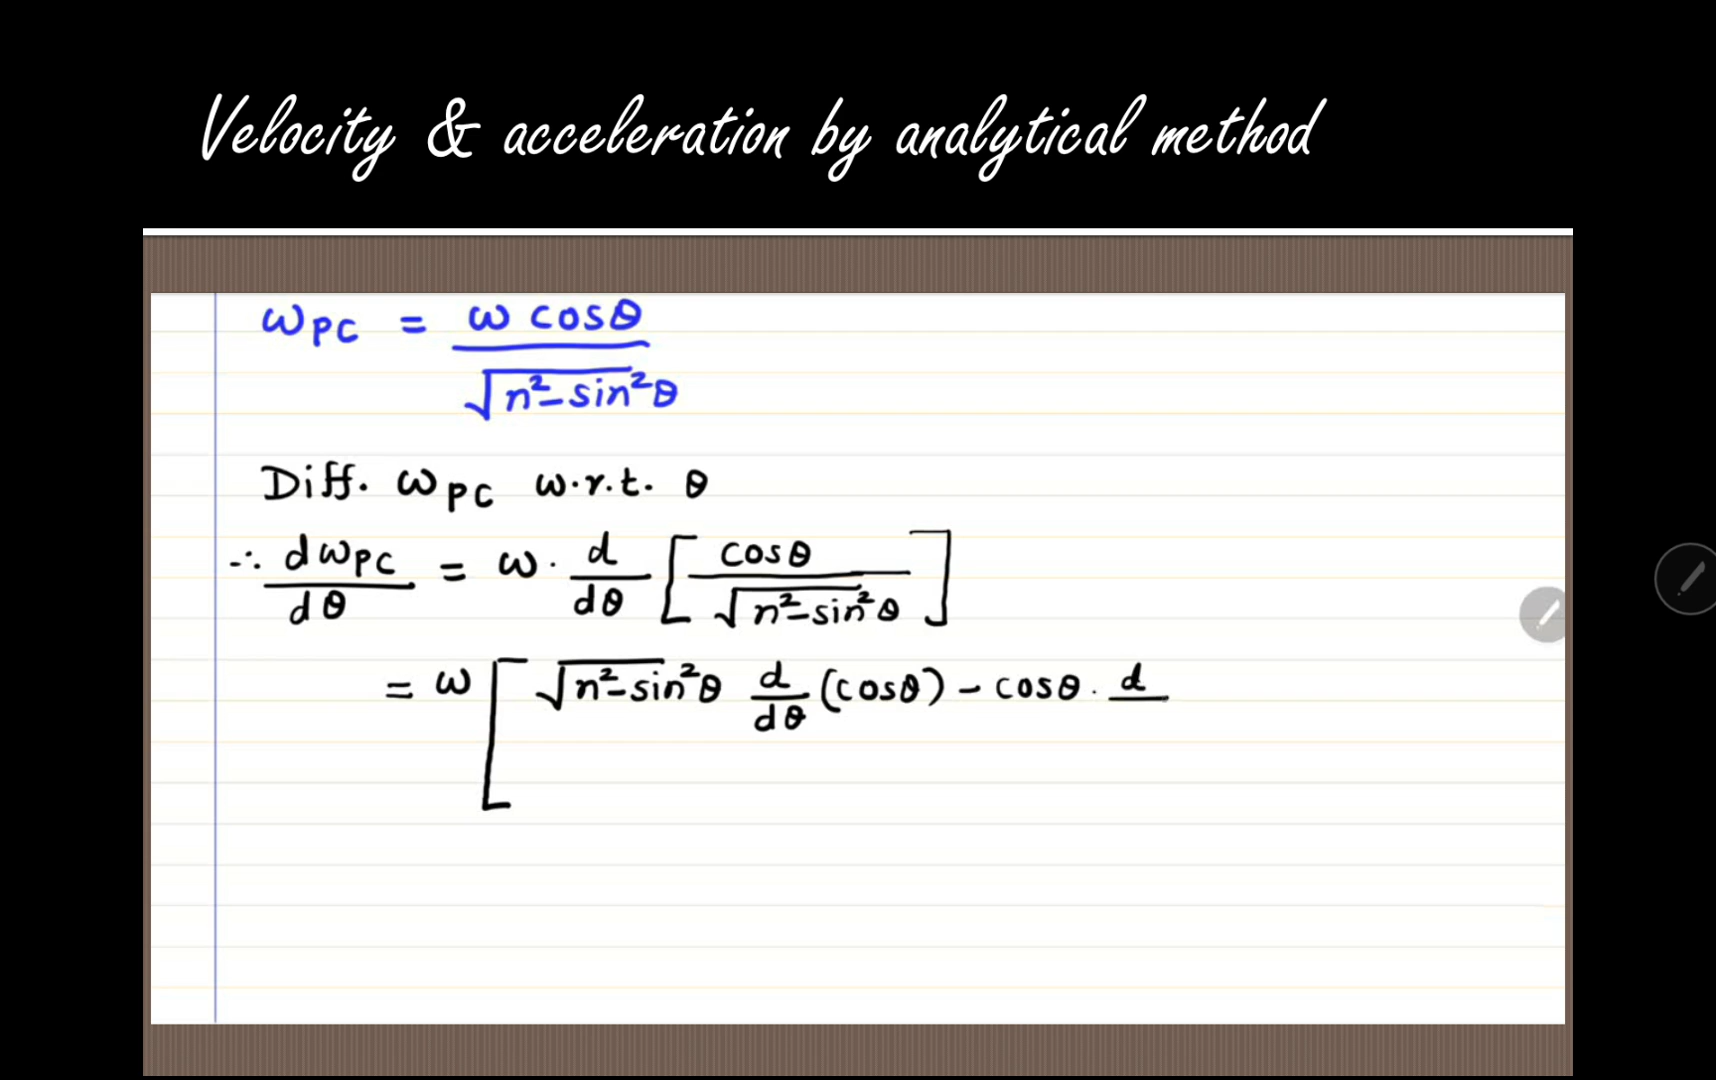 Velocity & acceleration by analytical method
ωPC = ω cosθ / √n²-sin²θ
Diff. ωPC w.r.t. θ
∴ dωPC / dθ = ω. d/dθ [ cosθ / √n²-sin²θ ]
= ω [ √n²-sin²θ d/dθ (cosθ) - cosθ. d